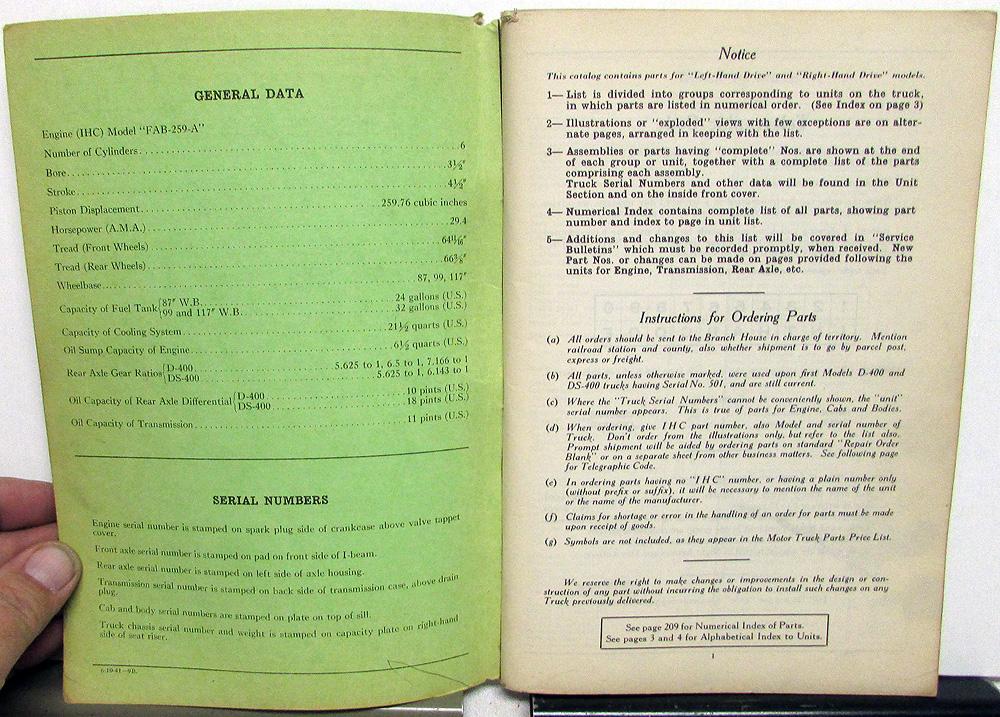 GENERAL DATA
Engine (IHC) Model "FAB-259-A"
Number of Cylinders 6
Bore 3½"
Stroke 4½"
Piston Displacement 259.76 cubic inches
Horsepower (A.M.A.) 29.4
Tread (Front Wheels)
Tread (Rear Wheels)
Wheelbase 87, 99, 117"
Capacity of Fuel Tank { 87" W.B. 24 gallons (U.S.)
99 and 117" W.B. 32 gallons (U.S.)
Capacity of Cooling System 21½ quarts (U.S.)
Oil Sump Capacity of Engine 6½ quarts (U.S.)
Rear Axle Gear Ratios { D-400 5.625 to 1, 6.5 to 1, 7.166 to 1
DS-400 5.625 to 1, 6.143 to 1
Oil Capacity of Rear Axle Differential { D-400 10 pints (U.S.)
DS-400 18 pints (U.S.)
Oil Capacity of Transmission 11 pints (U.S.)
SERIAL NUMBERS
Engine serial number is stamped on spark plug side of crankcase above valve tappet
cover.
Front axle serial number is stamped on pad on front side of I-beam.
Rear axle serial number is stamped on left side of axle housing.
Transmission serial number is stamped on back side of transmission case, above drain
plug.
Cab and body serial numbers are stamped on plate on top of sill.
Truck chassis serial number and weight is stamped on capacity plate on right-hand
side of seat riser.
6-10-41—9B.
Notice
This catalog contains parts for "Left-Hand Drive" and "Right-Hand Drive" models.
1— List is divided into groups corresponding to units on the truck,
in which parts are listed in numerical order. (See Index on page 3)
2— Illustrations or "exploded" views with few exceptions are on alter-
nate pages, arranged in keeping with the list.
3— Assemblies or parts having "complete" Nos. are shown at the end
of each group or unit, together with a complete list of the parts
comprising each assembly.
Truck Serial Numbers and other data will be found in the Unit
Section and on the inside front cover.
4— Numerical Index contains complete list of all parts, showing part
number and index to page in unit list.
5— Additions and changes to this list will be covered in "Service
Bulletins" which must be recorded promptly, when received. New
Part Nos. or changes can be made on pages provided following the
units for Engine, Transmission, Rear Axle, etc.
Instructions for Ordering Parts
(a) All orders should be sent to the Branch House in charge of territory. Mention
railroad station and county, also whether shipment is to go by parcel post,
express or freight.
(b) All parts, unless otherwise marked, were used upon first Models D-400 and
DS-400 trucks having Serial No. 501, and are still current.
(c) Where the "Truck Serial Numbers" cannot be conveniently shown, the "unit"
serial number appears. This is true of parts for Engine, Cabs and Bodies.
(d) When ordering, give IHC part number, also Model and serial number of
Truck. Don't order from the illustrations only, but refer to the list also.
Prompt shipment will be aided by ordering parts on standard "Repair Order
Blank" or on a separate sheet from other business matters. See following page
for Telegraphic Code.
(e) In ordering parts having no "IHC" number, or having a plain number only
(without prefix or suffix), it will be necessary to mention the name of the unit
or the name of the manufacturer.
(f) Claims for shortage or error in the handling of an order for parts must be made
upon receipt of goods.
(g) Symbols are not included, as they appear in the Motor Truck Parts Price List.
We reserve the right to make changes or improvements in the design or con-
struction of any part without incurring the obligation to install such changes on any
Truck previously delivered.
See page 209 for Numerical Index of Parts.
See pages 3 and 4 for Alphabetical Index to Units.
1